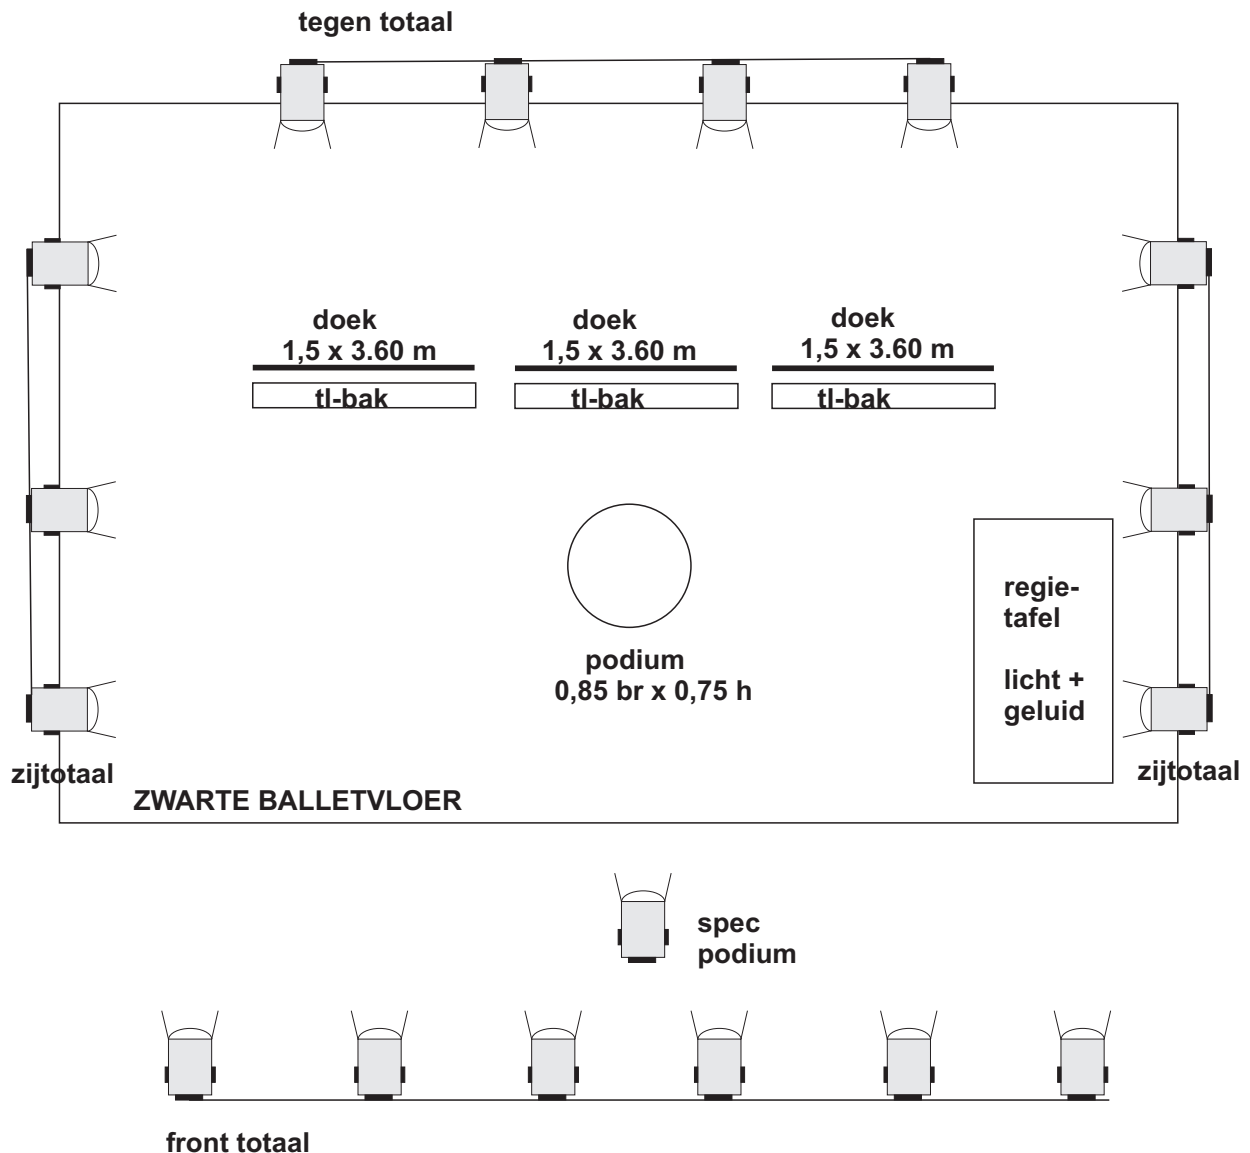 tegen totaal
doek
1,5 x 3.60 m
tl-bak
doek
1,5 x 3.60 m
tl-bak
doek
1,5 x 3.60 m
tl-bak
regie-
tafel
licht +
geluid
podium
0,85 br x 0,75 h
zijtotaal
zijtotaal
ZWARTE BALLETVLOER
spec
podium
front totaal